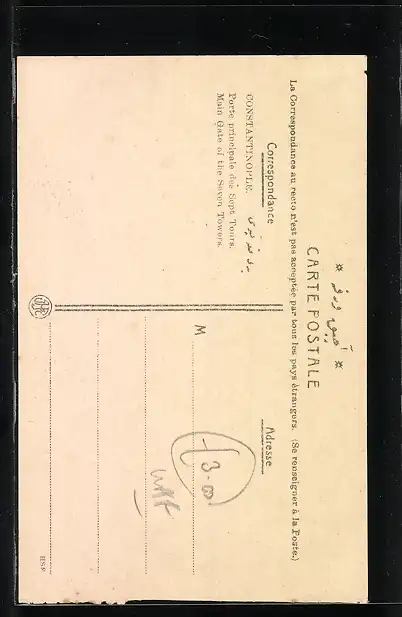 CARTE POSTALE
La Correspondance au recto n'est pas acceptée par tous les pays étrangers. (Se renseigner à la Poste.)
Correspondance
Adresse
CONSTANTINOPLE.
Porte principale des Sept Tours.
Main Gate of the Seven Towers.
M
HSF